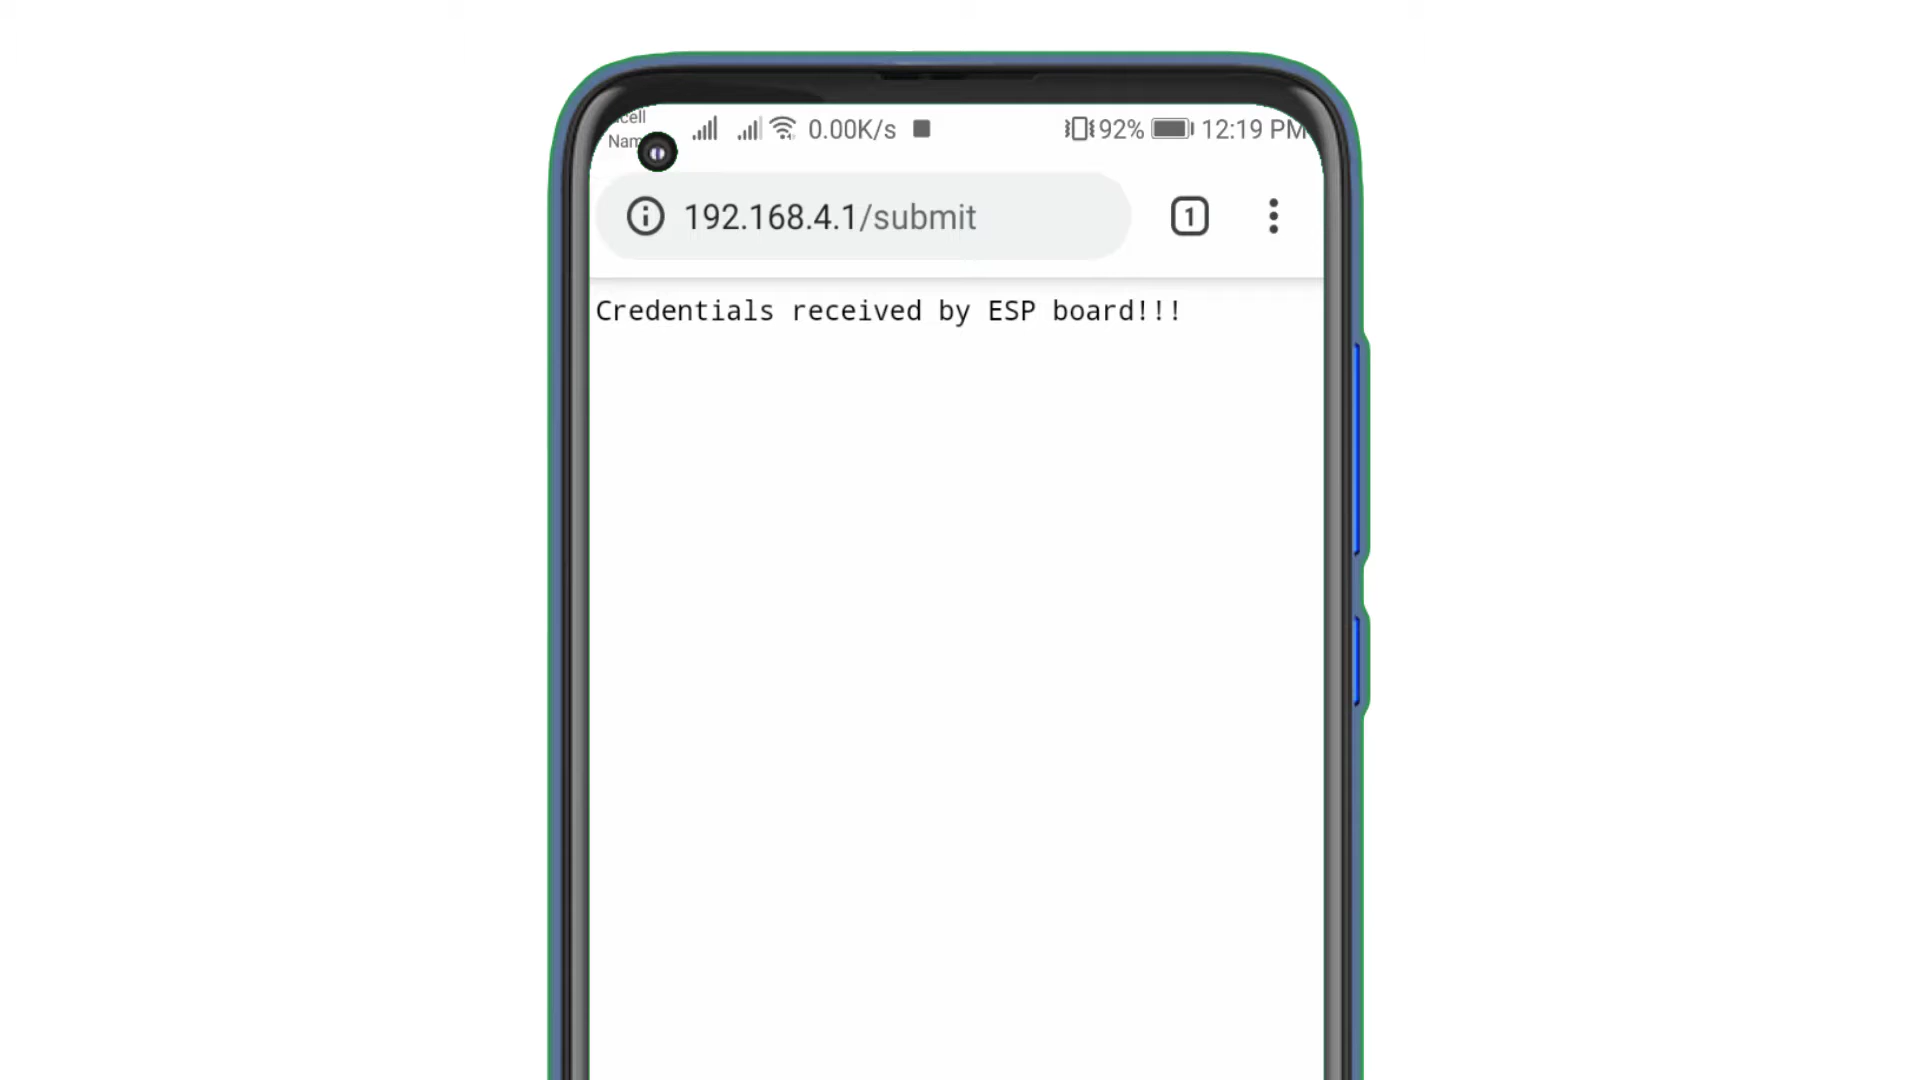 0.00K/s 92% 12:19 PM
192.168.4.1/submit 1
Credentials received by ESP board!!!